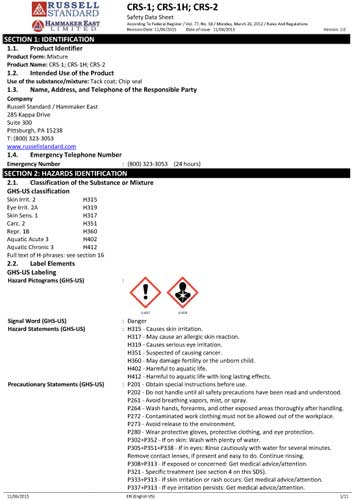 RUSSELL
STANDARD
HAMMAKER EAST
LIMITED
CRS-1; CRS-1H; CRS-2
Safety Data Sheet
According To Federal Register / Vol. 77, No. 58 / Monday, March 26, 2012 / Rules And Regulations
Revision Date: 11/06/2015 Date of issue: 11/06/2015 Version: 1.0
SECTION 1: IDENTIFICATION
1.1. Product Identifier
Product Form: Mixture
Product Name: CRS-1; CRS-1H; CRS-2
1.2. Intended Use of the Product
Use of the substance/mixture: Tack coat; Chip seal
1.3. Name, Address, and Telephone of the Responsible Party
Company
Russell Standard / Hammaker East
285 Kappa Drive
Suite 300
Pittsburgh, PA 15238
T: (800) 323-3053
www.russellstandard.com
1.4. Emergency Telephone Number
Emergency Number : (800) 323-3053 (24 hours)
SECTION 2: HAZARDS IDENTIFICATION
2.1. Classification of the Substance or Mixture
GHS-US classification
Skin Irrit. 2 H315
Eye Irrit. 2A H319
Skin Sens. 1 H317
Carc. 2 H351
Repr. 1B H360
Aquatic Acute 3 H402
Aquatic Chronic 3 H412
Full text of H-phrases: see section 16
2.2. Label Elements
GHS-US Labeling
Hazard Pictograms (GHS-US) :
Signal Word (GHS-US) : Danger
Hazard Statements (GHS-US) : H315 - Causes skin irritation.
H317 - May cause an allergic skin reaction.
H319 - Causes serious eye irritation.
H351 - Suspected of causing cancer.
H360 - May damage fertility or the unborn child.
H402 - Harmful to aquatic life.
H412 - Harmful to aquatic life with long lasting effects.
Precautionary Statements (GHS-US) : P201 - Obtain special instructions before use.
P202 - Do not handle until all safety precautions have been read and understood.
P261 - Avoid breathing vapors, mist, or spray.
P264 - Wash hands, forearms, and other exposed areas thoroughly after handling.
P272 - Contaminated work clothing must not be allowed out of the workplace.
P273 - Avoid release to the environment.
P280 - Wear protective gloves, protective clothing, and eye protection.
P302+P352 - If on skin: Wash with plenty of water.
P305+P351+P338 - If in eyes: Rinse cautiously with water for several minutes.
Remove contact lenses, if present and easy to do. Continue rinsing.
P308+P313 - If exposed or concerned: Get medical advice/attention.
P321 - Specific treatment (see section 4 on this SDS).
P333+P313 - If skin irritation or rash occurs: Get medical advice/attention.
P337+P313 - If eye irritation persists: Get medical advice/attention.
11/06/2015 EN (English US) 1/11